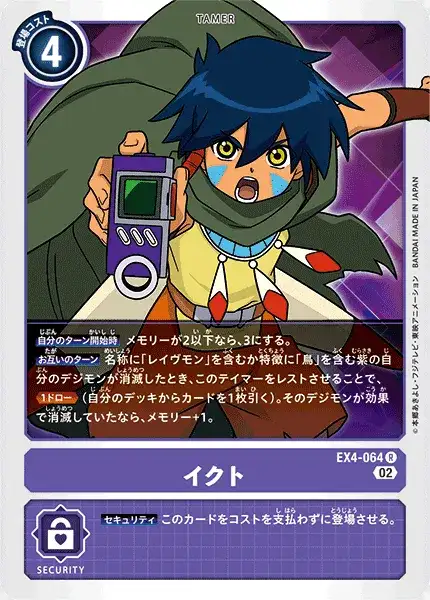 TAMER
登場コスト
4
自分のターン開始時 メモリーが2以下なら、3にする。
お互いのターン 名称に「レイヴモン」を含むか特徴に「鳥」を含む紫の自
分のデジモンが消滅したとき、このテイマーをレストさせることで、
1ドロー(自分のデッキからカードを1枚引く)。そのデジモンが効果
で消滅していたなら、メモリー+1。
EX4-064 R
イクト
02
セキュリティ このカードをコストを支払わずに登場させる。
SECURITY
©本郷あきよし・フジテレビ・東映アニメーション BANDAI MADE IN JAPAN